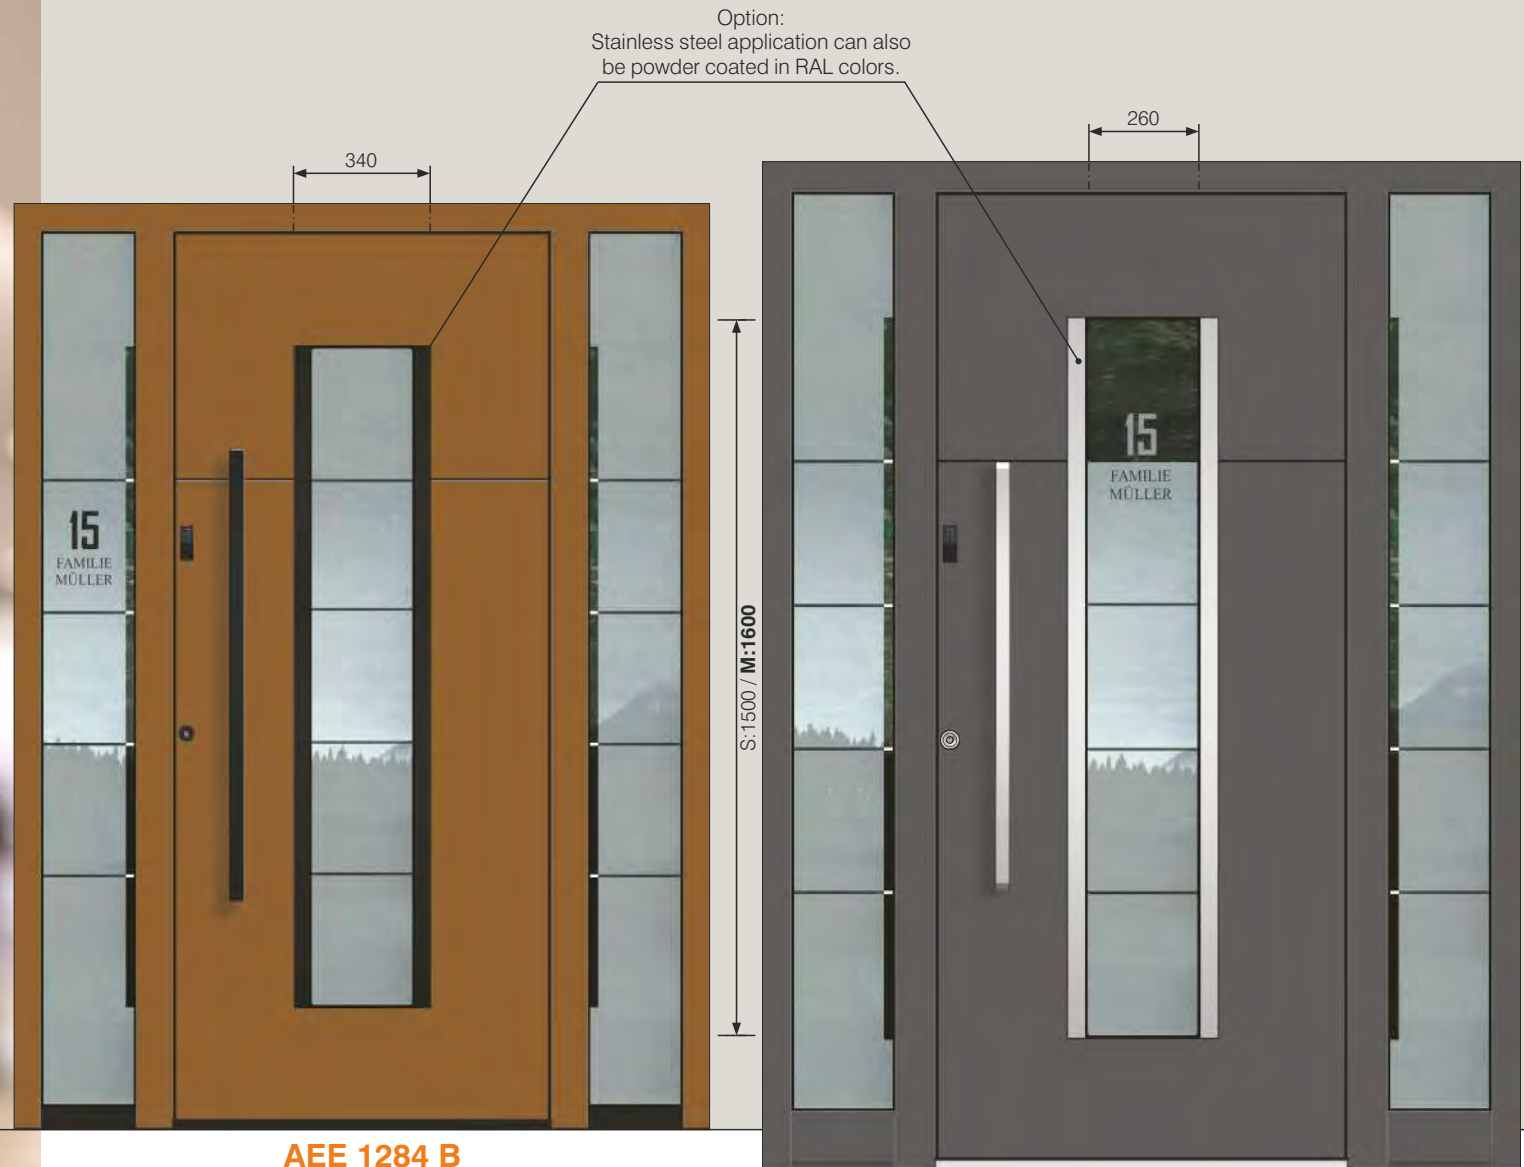 Option:
Stainless steel application can also
be powder coated in RAL colors.
260
340
15
FAMILIE
MÜLLER
15
FAMILIE
MÜLLER
S:1500 / M:1600
AEE 1284 B